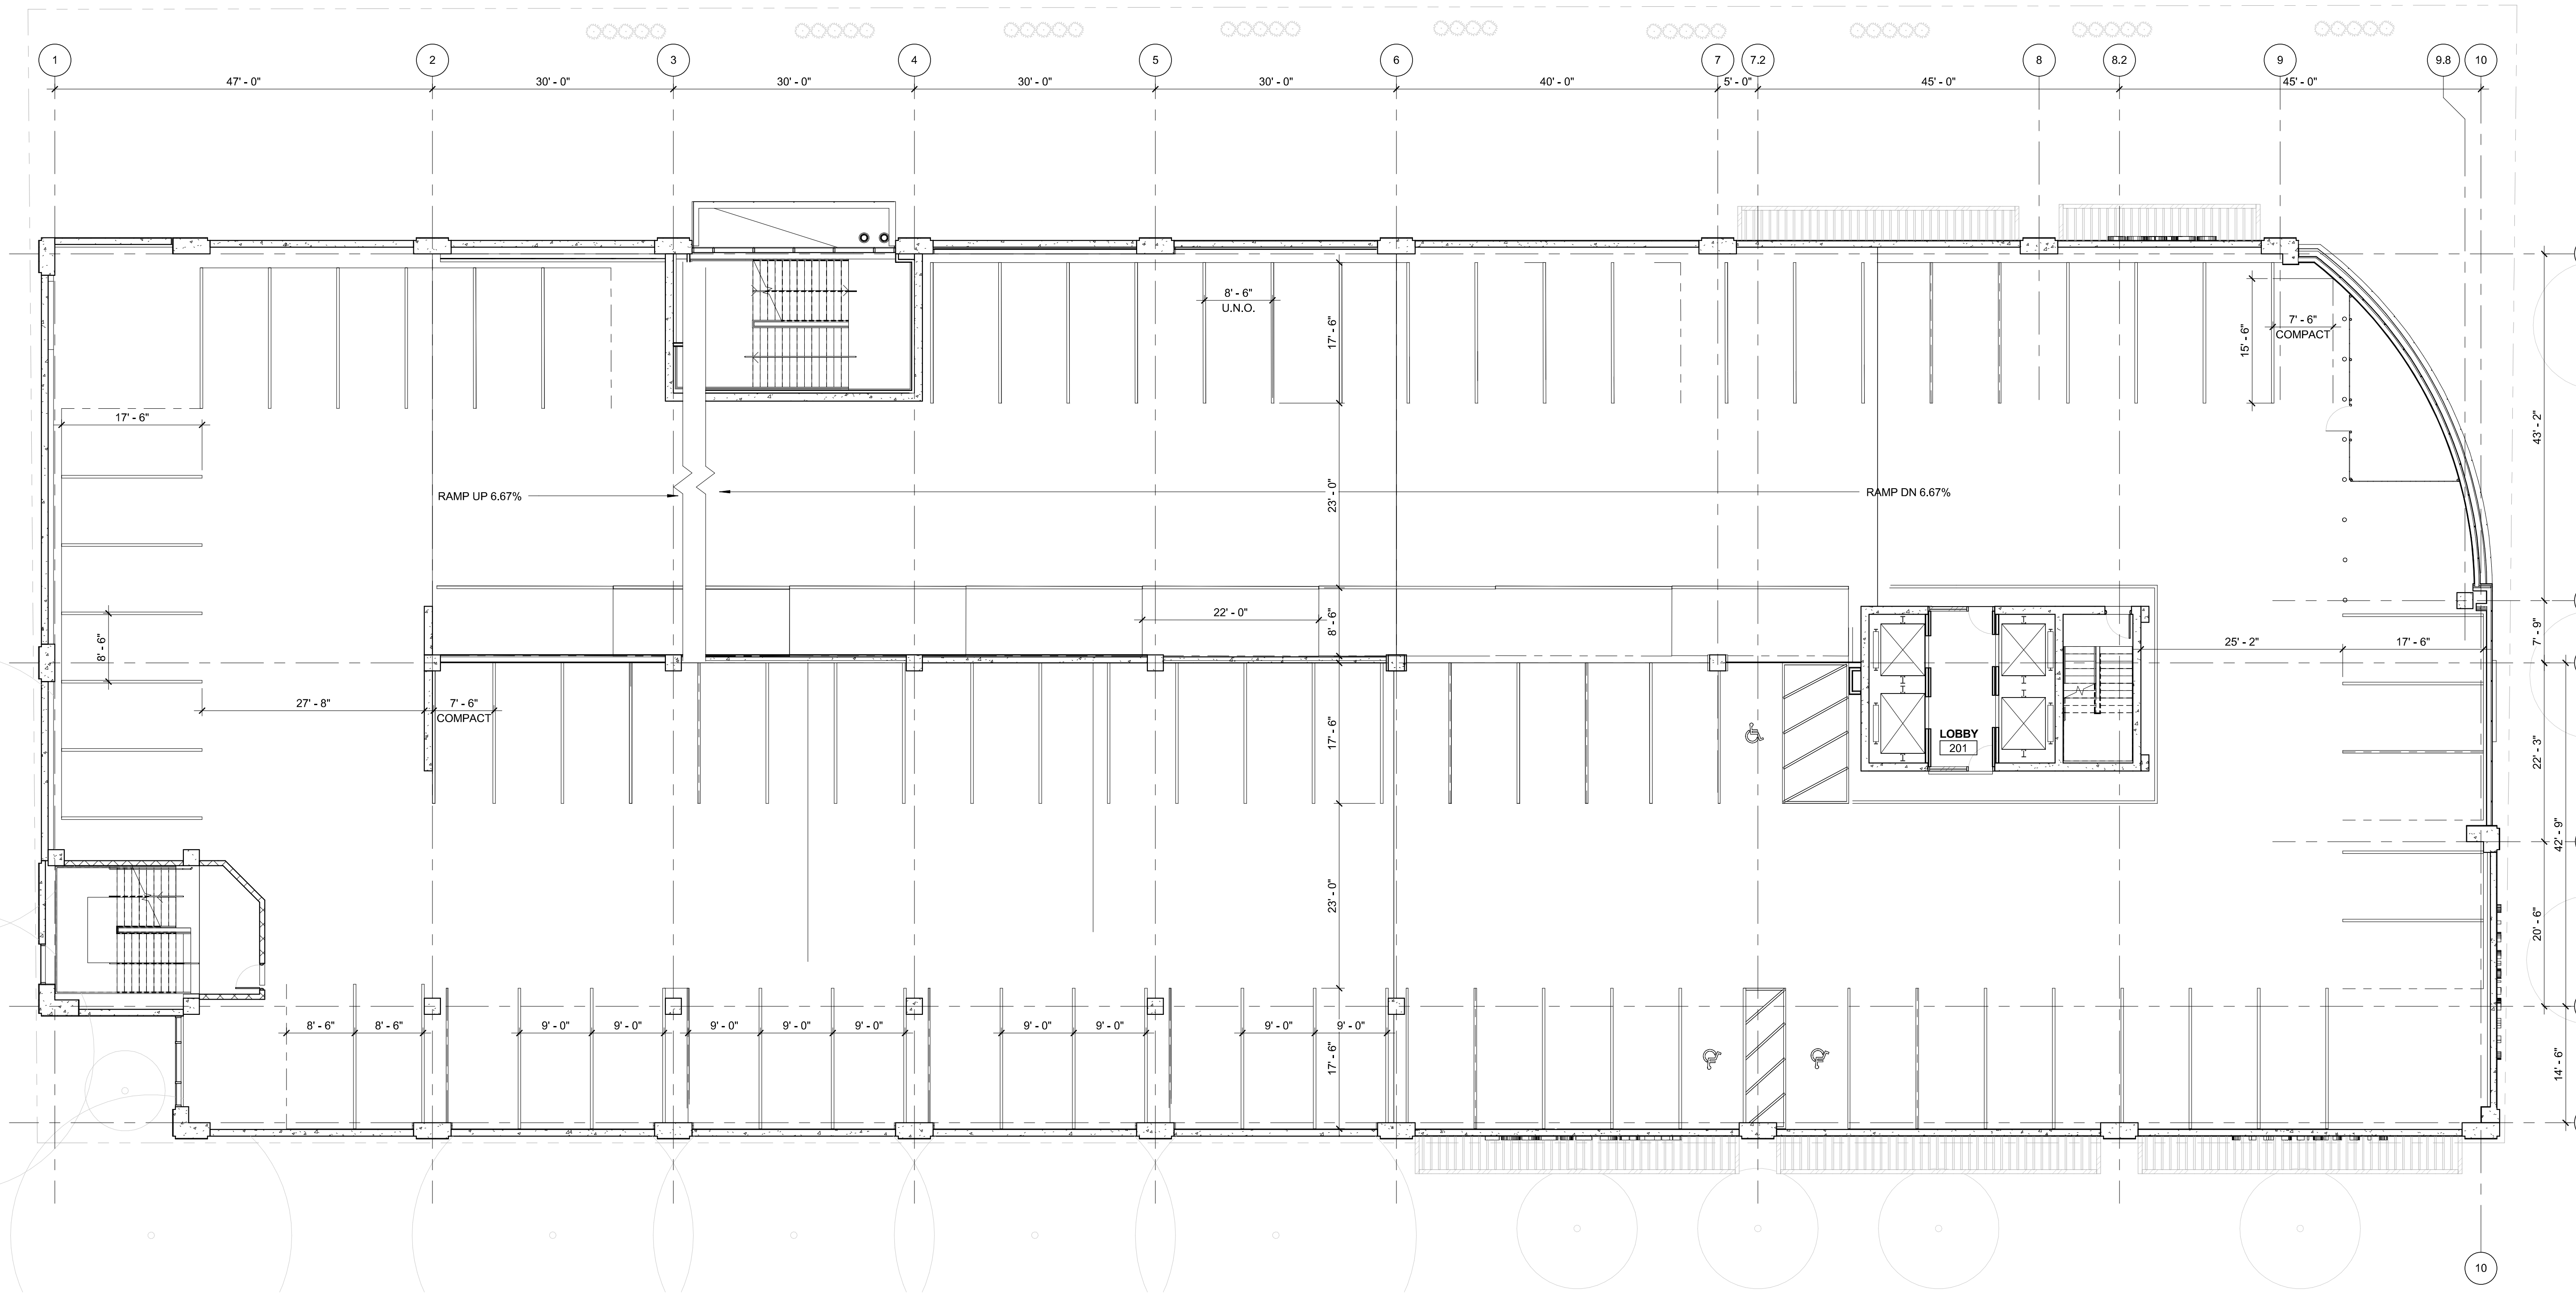 1
2
3
4
5
6
7
7.2
8
8.2
9
9.8
10
47' - 0"
30' - 0"
30' - 0"
30' - 0"
30' - 0"
40' - 0"
5' - 0"
45' - 0"
45' - 0"
8' - 6"
U.N.O.
17' - 6"
15' - 6"
7' - 6"
COMPACT
17' - 6"
43' - 2"
RAMP UP 6.67%
RAMP DN 6.67%
23' - 0"
22' - 0"
8' - 6"
8' - 6"
7' - 9"
25' - 2"
17' - 6"
27' - 8"
7' - 6"
COMPACT
17' - 6"
LOBBY
201
22' - 3"
42' - 9"
23' - 0"
20' - 6"
8' - 6"
8' - 6"
9' - 0"
9' - 0"
9' - 0"
9' - 0"
9' - 0"
9' - 0"
9' - 0"
9' - 0"
9' - 0"
17' - 6"
14' - 6"
10